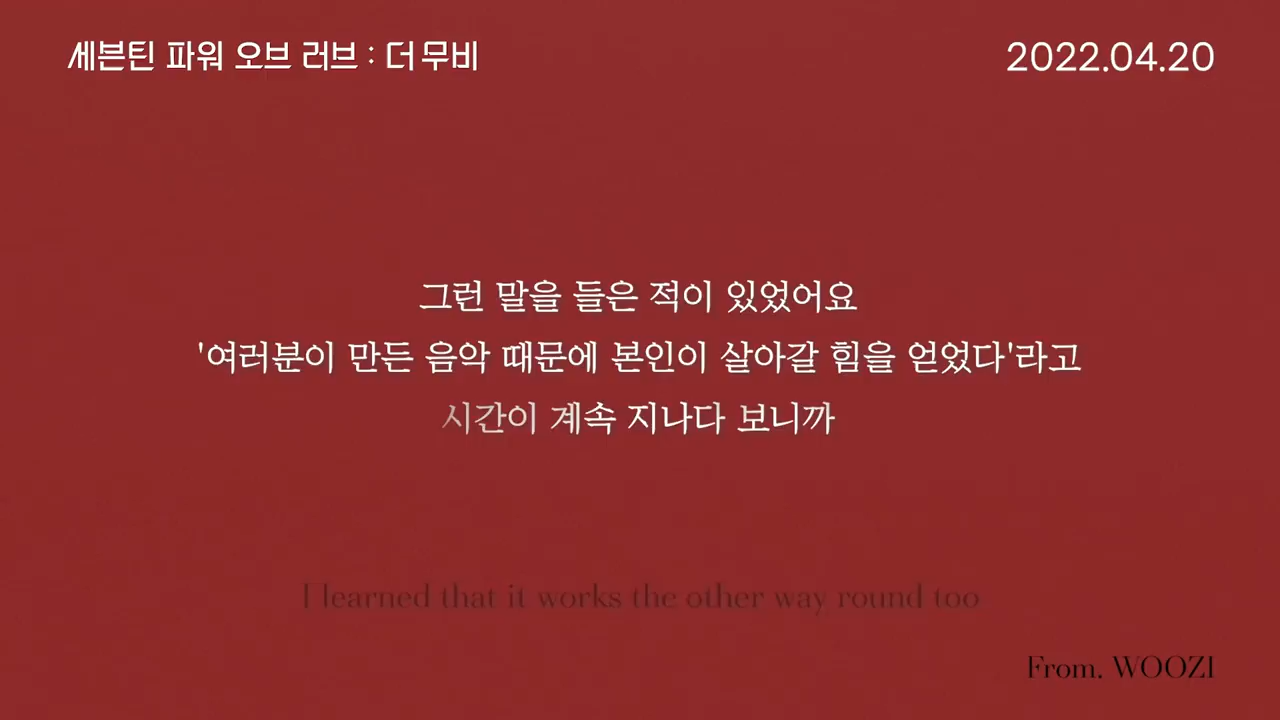 세븐틴 파워 오브 러브 : 더 무비
2022.04.20
그런 말을 들은 적이 있었어요
'여러분이 만든 음악 때문에 본인이 살아갈 힘을 얻었다'라고
시간이 계속 지나다 보니까
I learned that it works the other way round too
From. WOOZI